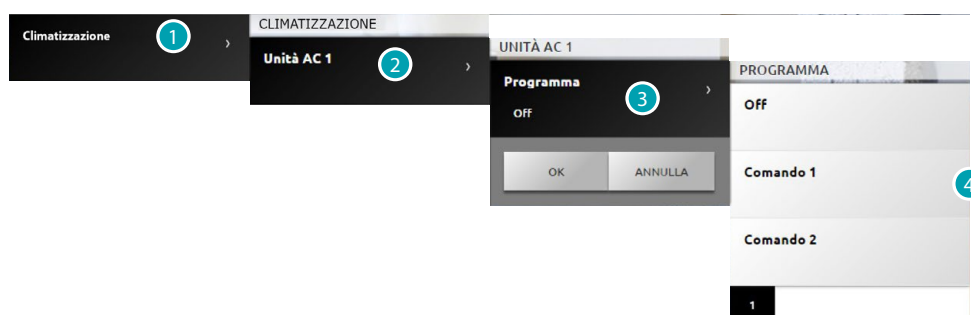 Climatizzazione
1
CLIMATIZZAZIONE
Unità AC 1
2
UNITÀ AC 1
Programma
3
Off
OK ANNULLA
PROGRAMMA
Off
Comando 1
4
Comando 2
1